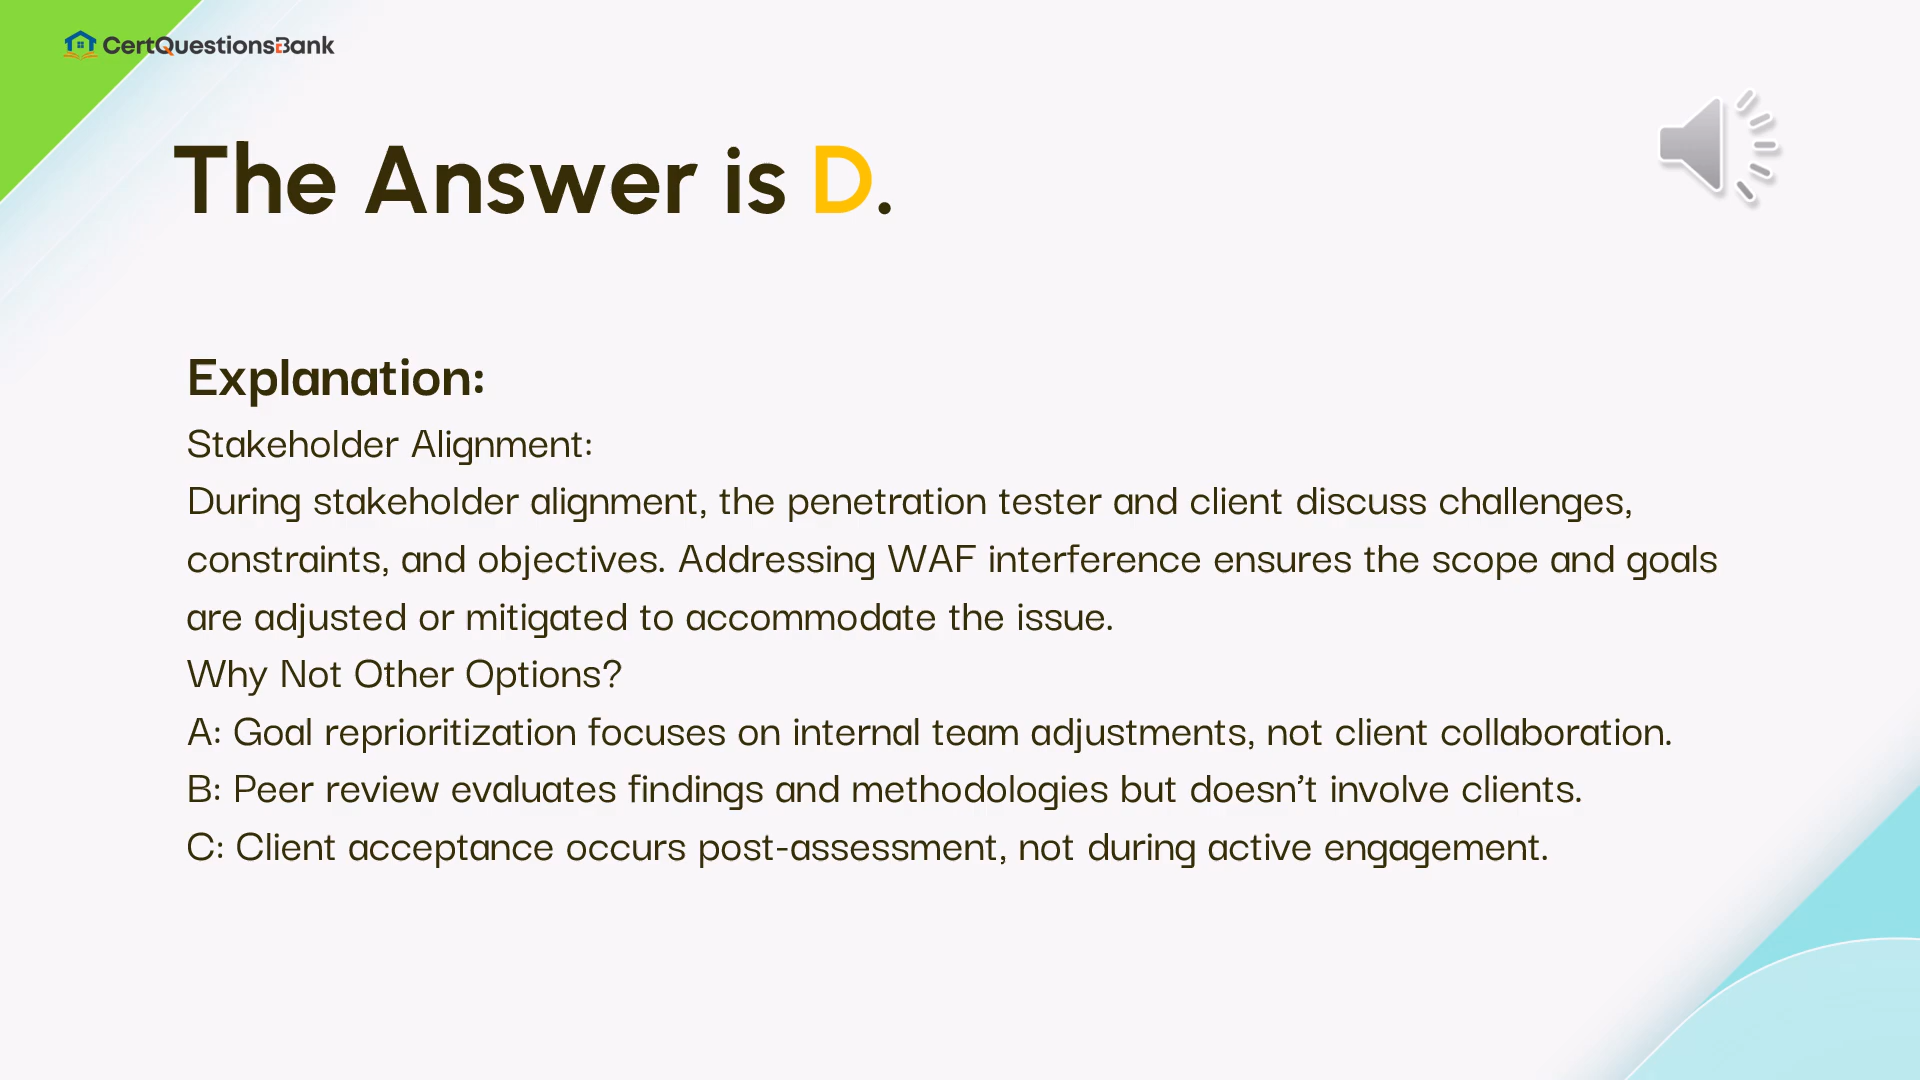 CertQuestionsBank
The Answer is D.
Explanation:
Stakeholder Alignment:
During stakeholder alignment, the penetration tester and client discuss challenges,
constraints, and objectives. Addressing WAF interference ensures the scope and goals
are adjusted or mitigated to accommodate the issue.
Why Not Other Options?
A: Goal reprioritization focuses on internal team adjustments, not client collaboration.
B: Peer review evaluates findings and methodologies but doesn’t involve clients.
C: Client acceptance occurs post-assessment, not during active engagement.